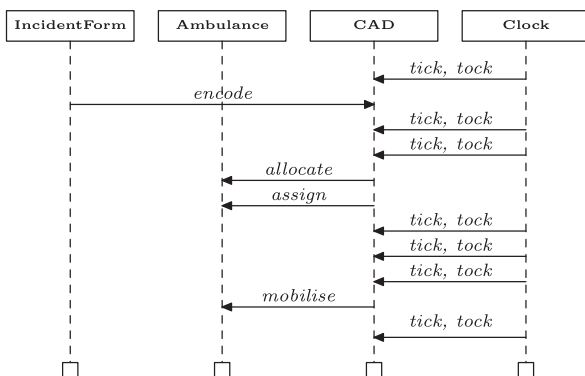 IncidentForm Ambulance CAD Clock
tick, tock
encode
tick, tock
tick, tock
allocate
assign
tick, tock
tick, tock
tick, tock
mobilise
tick, tock